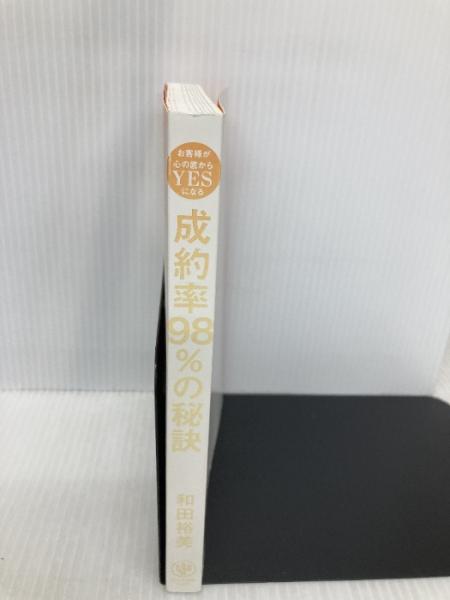 お客様が
心の底から
YES
になる
成約率98%の秘訣
和田裕美